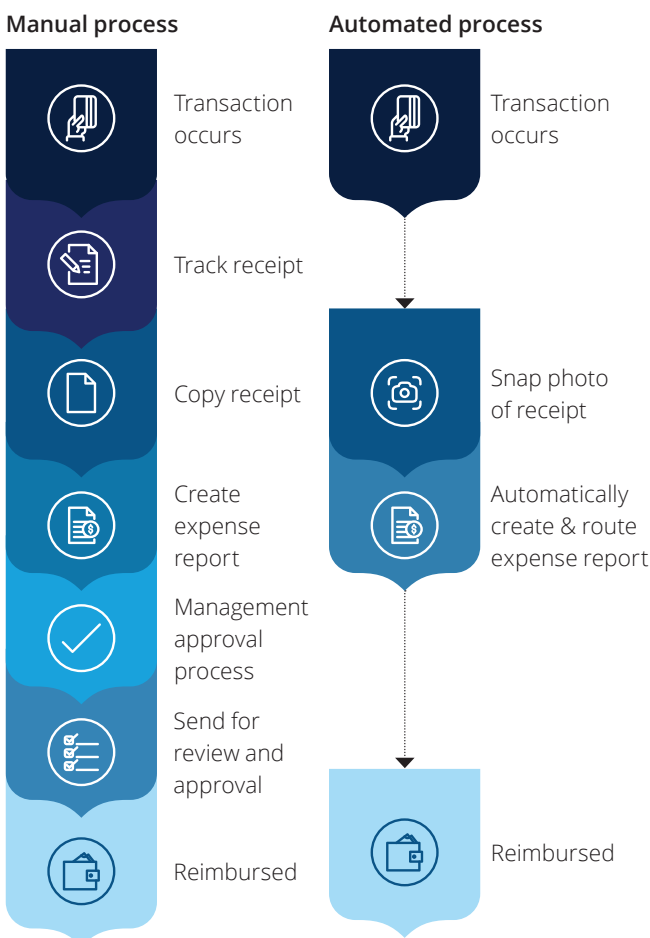 Manual process
Transaction
occurs
Track receipt
Copy receipt
Create
expense
report
Management
approval
process
Send for
review and
approval
Reimbursed
Automated process
Transaction
occurs
Snap photo
of receipt
Automatically
create & route
expense report
Reimbursed